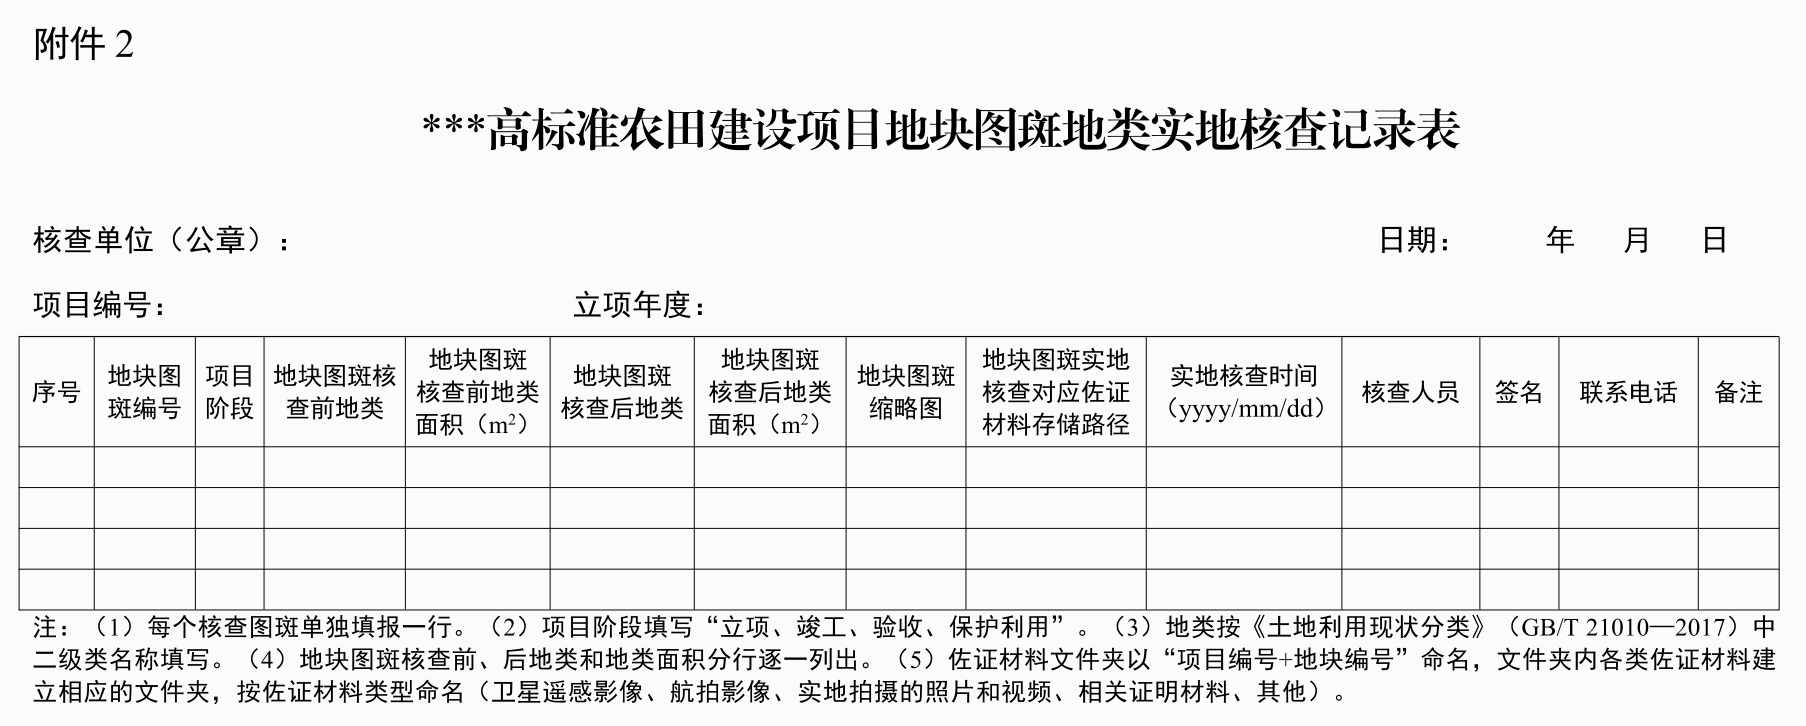 附件 2
***高标准农田建设项目地块图斑地类实地核查记录表
核查单位（公章）： 日期： 年 月 日
项目编号： 立项年度：
序号
地块图
斑编号
项目
阶段
地块图斑核
查前地类
地块图斑
核查前地类
面积（m²）
地块图斑
核查后地类
地块图斑
核查后地类
面积（m²）
地块图斑
缩略图
地块图斑实地
核查对应佐证
材料存储路径
实地核查时间
（yyyy/mm/dd）
核查人员
签名
联系电话
备注
注：（1）每个核查图斑单独填报一行。（2）项目阶段填写“立项、竣工、验收、保护利用”。（3）地类按《土地利用现状分类》（GB/T 21010—2017）中
二级类名称填写。（4）地块图斑核查前、后地类和地类面积分行逐一列出。（5）佐证材料文件夹以“项目编号+地块编号”命名，文件夹内各类佐证材料建
立相应的文件夹，按佐证材料类型命名（卫星遥感影像、航拍影像、实地拍摄的照片和视频、相关证明材料、其他）。